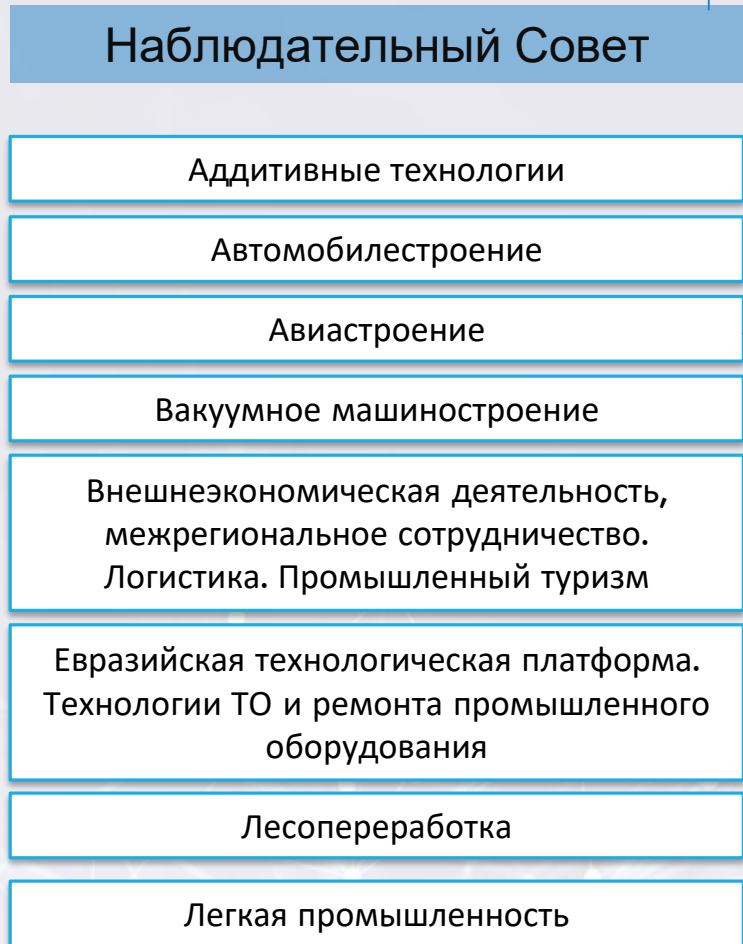 Наблюдательный Совет
Аддитивные технологии
Автомобилестроение
Авиастроение
Вакуумное машиностроение
Внешнеэкономическая деятельность,
межрегиональное сотрудничество.
Логистика. Промышленный туризм
Евразийская технологическая платформа.
Технологии ТО и ремонта промышленного
оборудования
Лесопереработка
Легкая промышленность